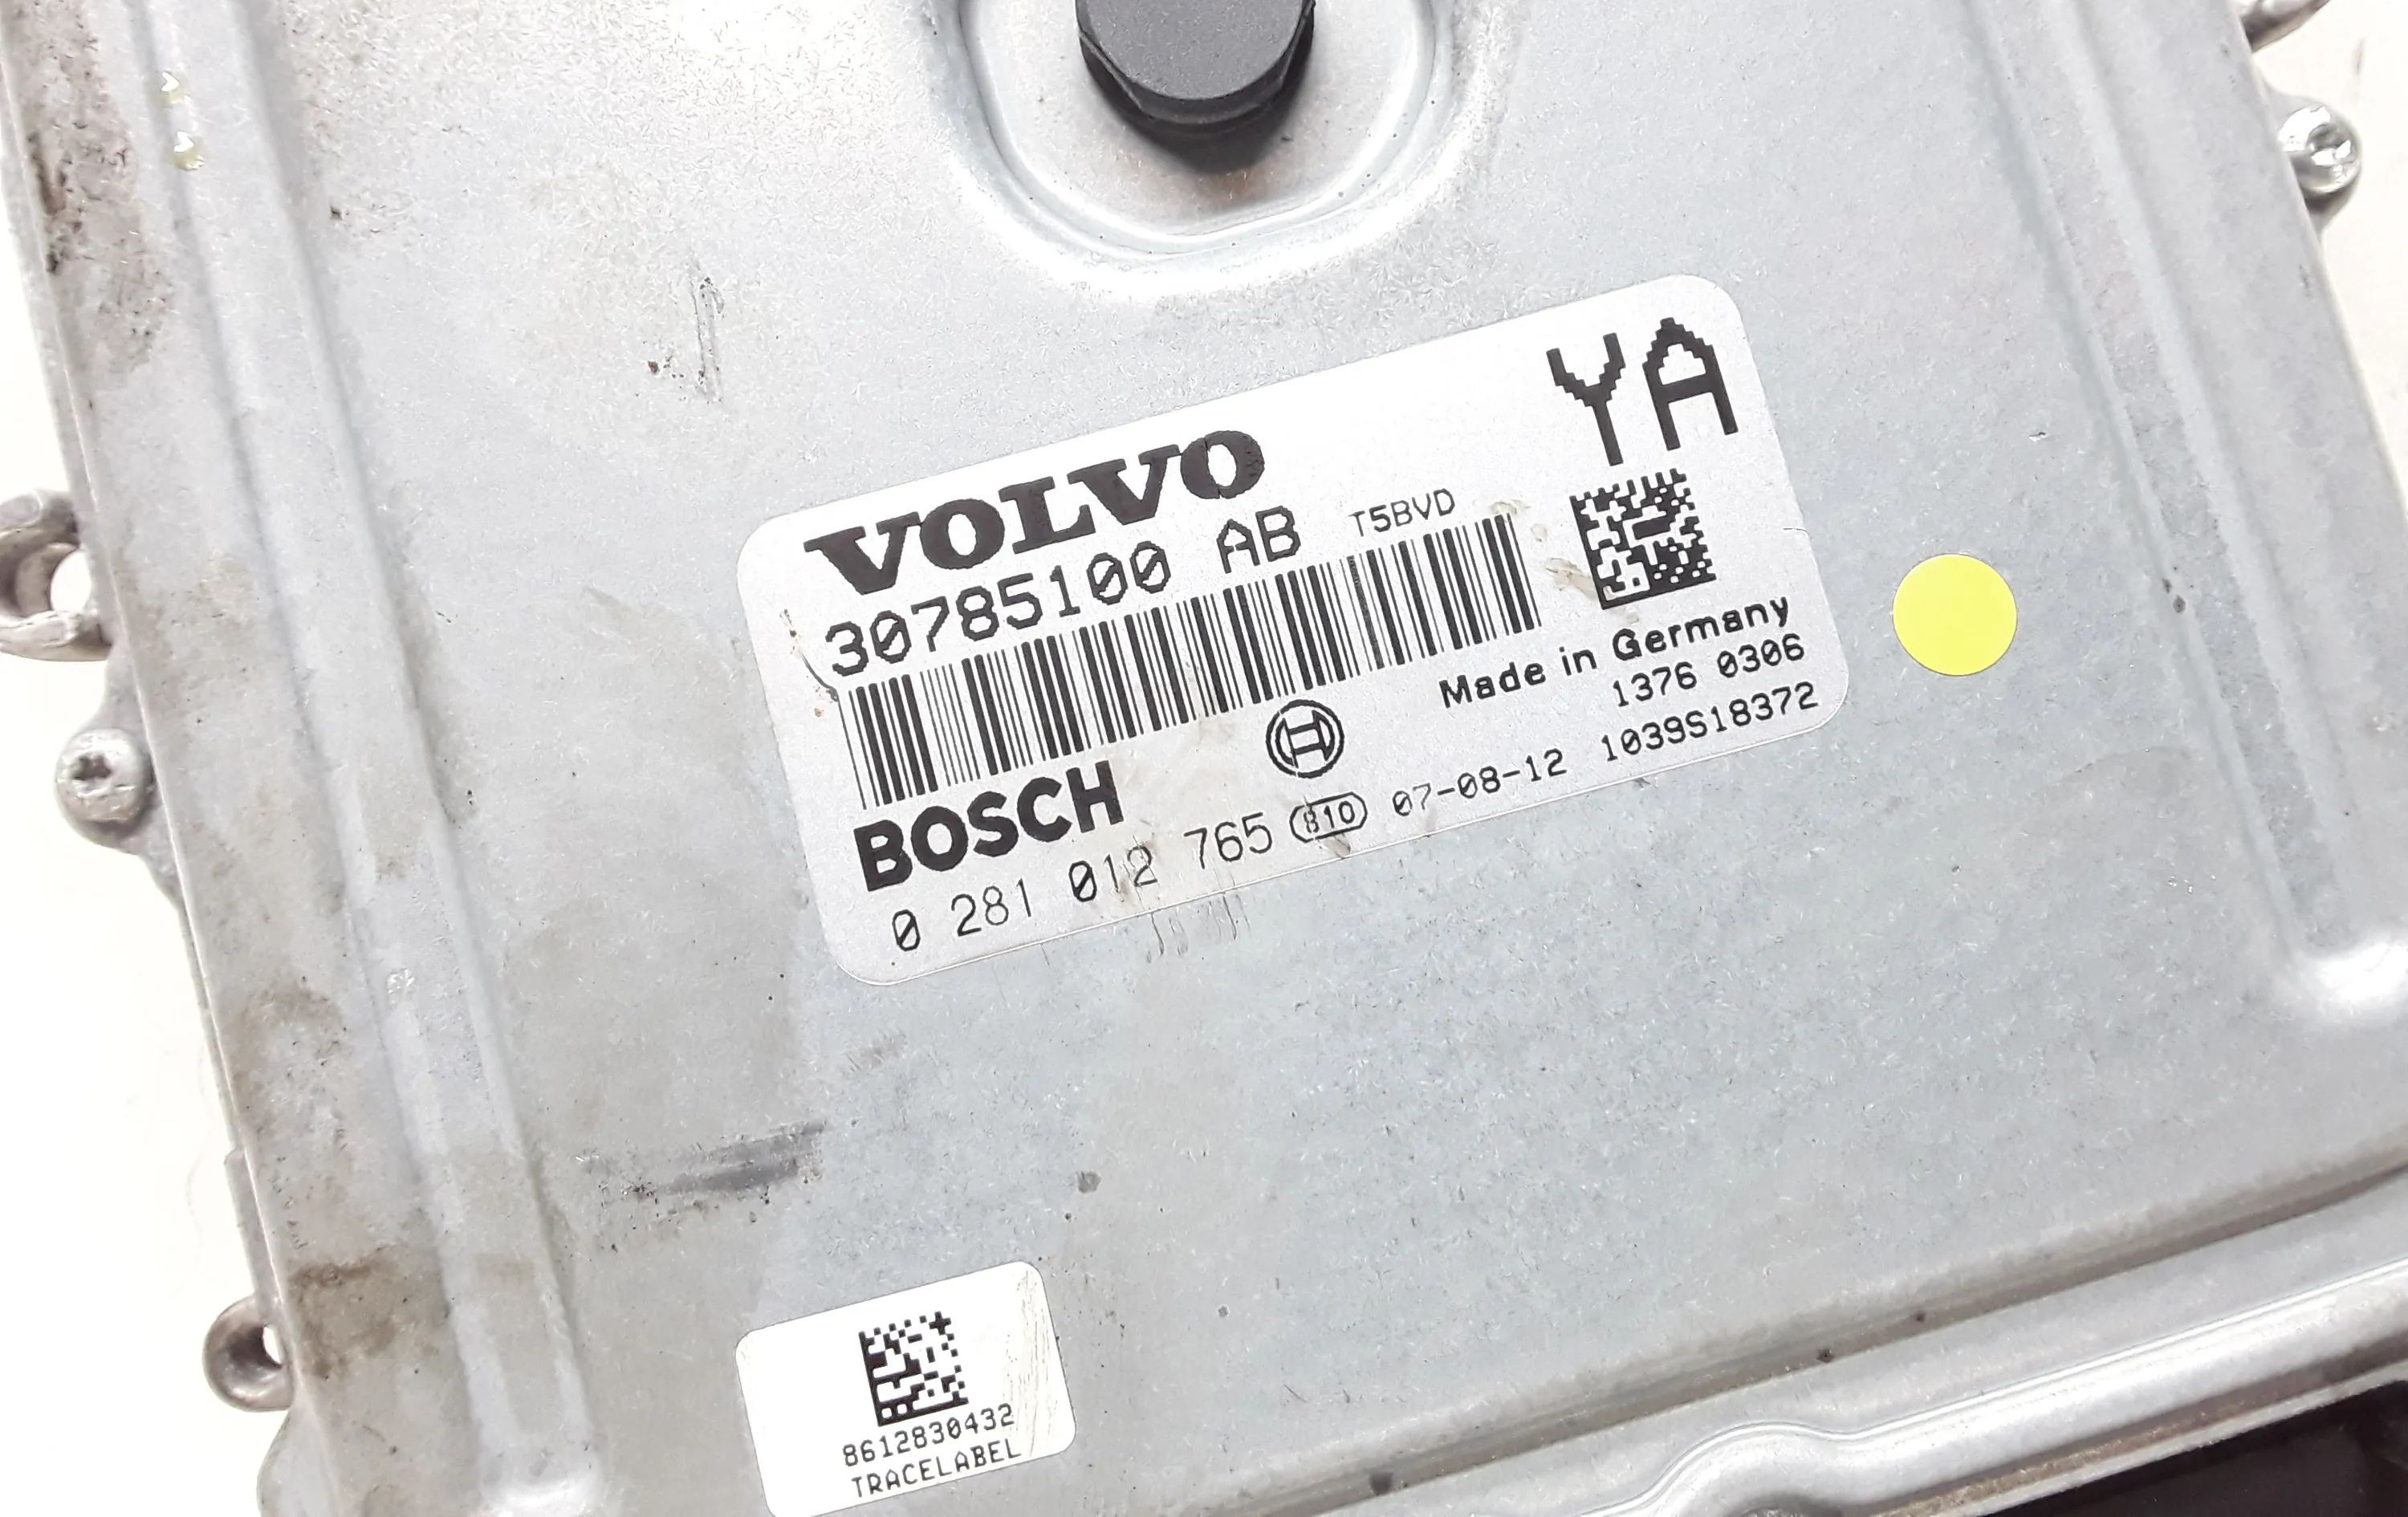 YA
VOLVO
30785100 AB T5BVD
Made in Germany
1376 0306
BOSCH
0 281 012 765 810 07-08-12 1039S18372
8612830432
TRACELABEL